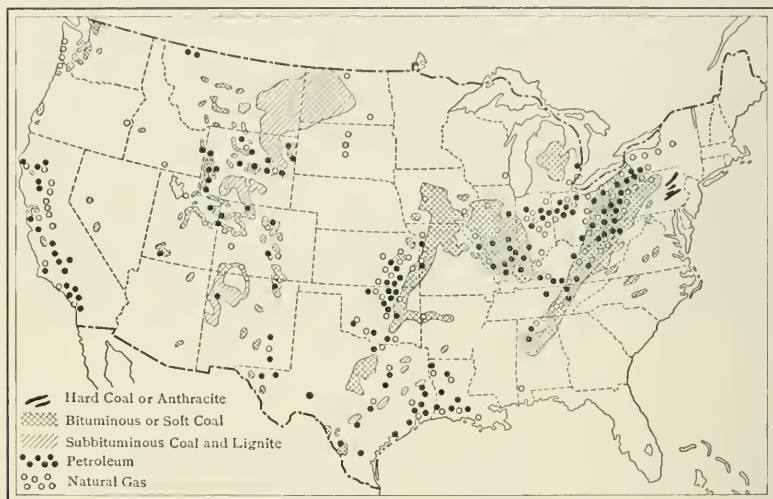 Hard Coal or Anthracite
Bituminous or Soft Coal
Subbituminous Coal and Lignite
Petroleum
Natural Gas